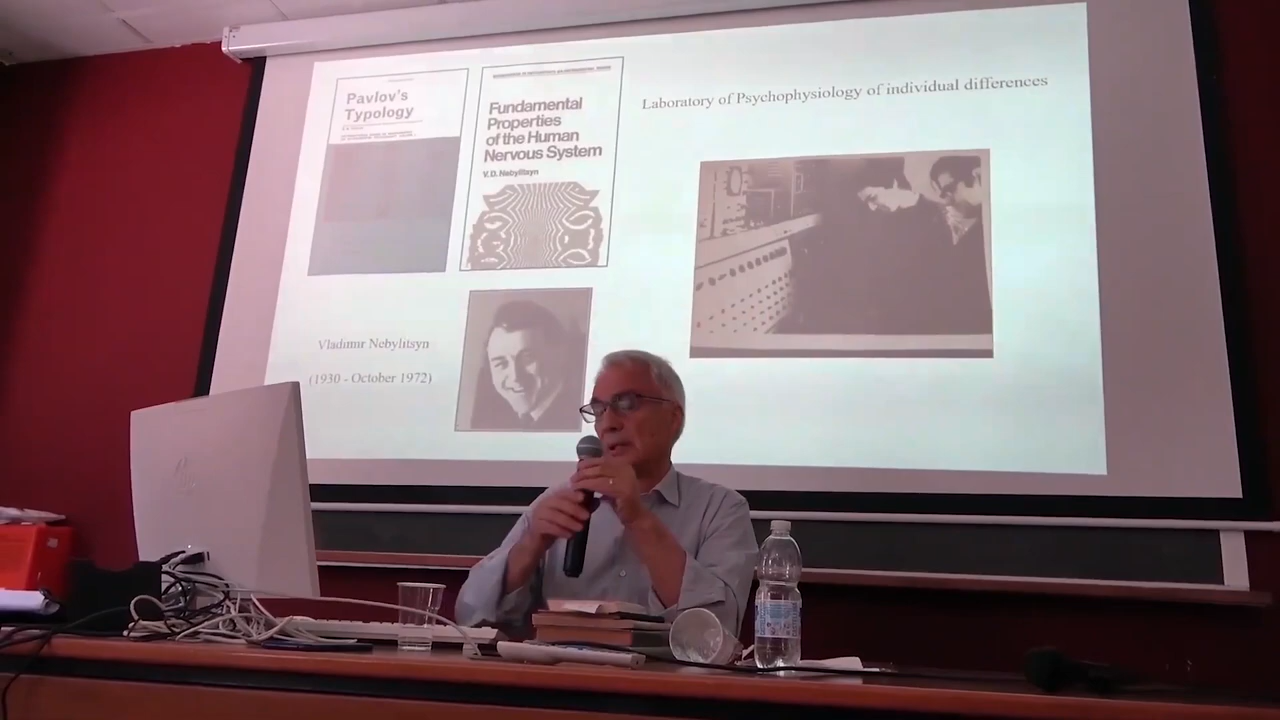 Pavlov's
Typology
Fundamental
Properties
of the Human
Nervous System
V.D. Nebylitsyn
Laboratory of Psychophysiology of individual differences
Vladimir Nebylitsyn
(1930 - October 1972)